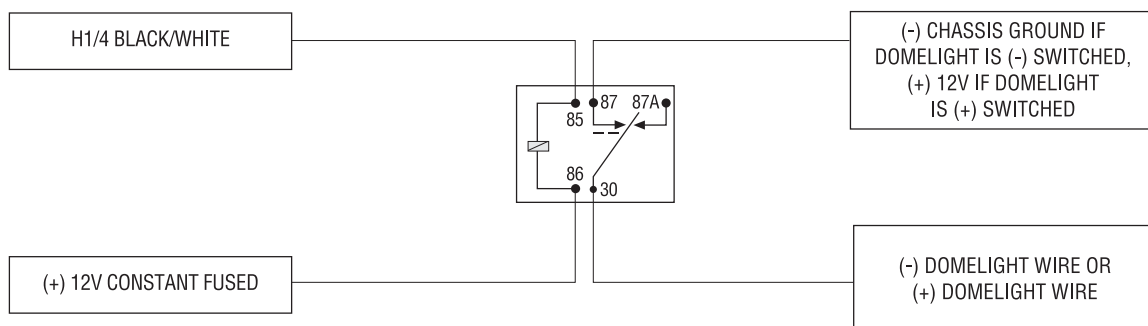 H1/4 BLACK/WHITE
(-) CHASSIS GROUND IF
DOMELIGHT IS (-) SWITCHED,
(+) 12V IF DOMELIGHT
IS (+) SWITCHED
85
87
87A
86
30
(+) 12V CONSTANT FUSED
(-) DOMELIGHT WIRE OR
(+) DOMELIGHT WIRE